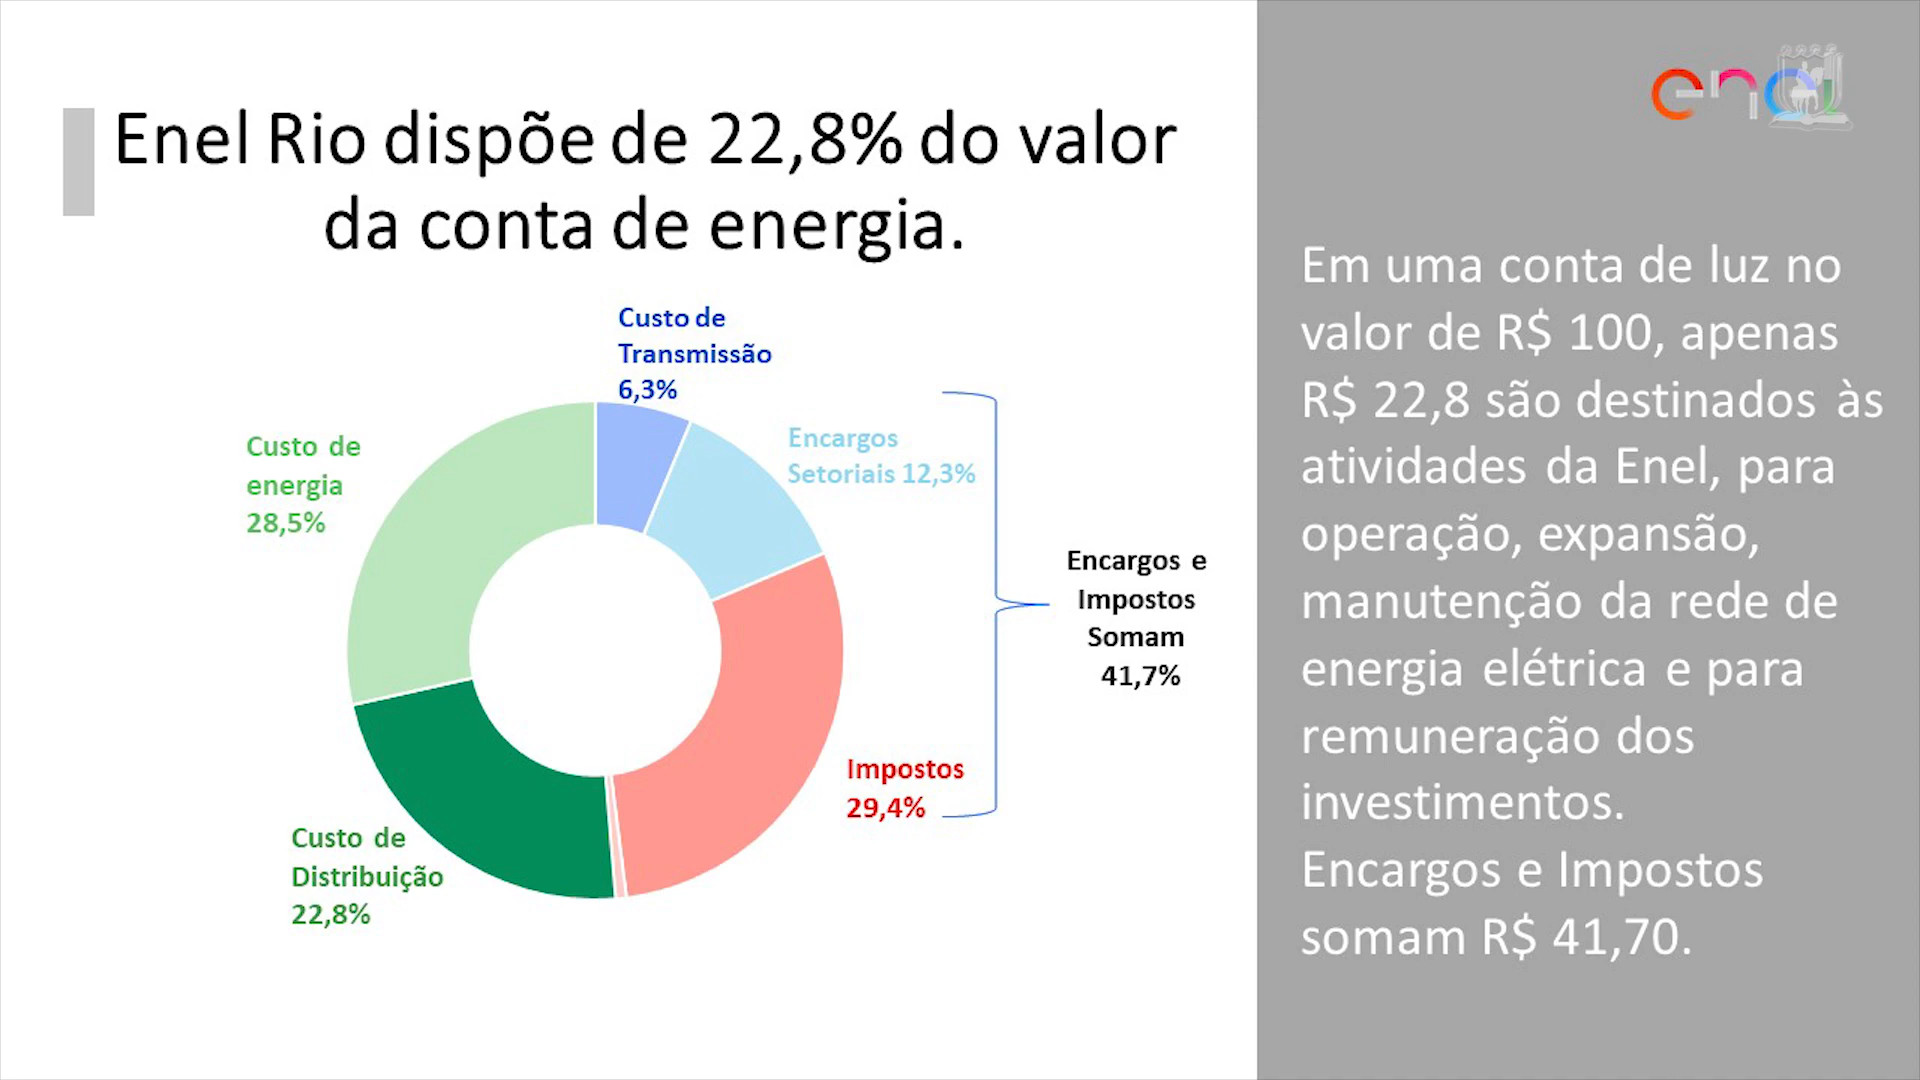 enel
Enel Rio dispõe de 22,8% do valor
da conta de energia.
Custo de
Transmissão
6,3%
Encargos
Setoriais 12,3%
Custo de
energia
28,5%
Encargos e
Impostos
Somam
41,7%
Impostos
29,4%
Custo de
Distribuição
22,8%
Em uma conta de luz no
valor de R$ 100, apenas
R$ 22,8 são destinados às
atividades da Enel, para
operação, expansão,
manutenção da rede de
energia elétrica e para
remuneração dos
investimentos.
Encargos e Impostos
somam R$ 41,70.